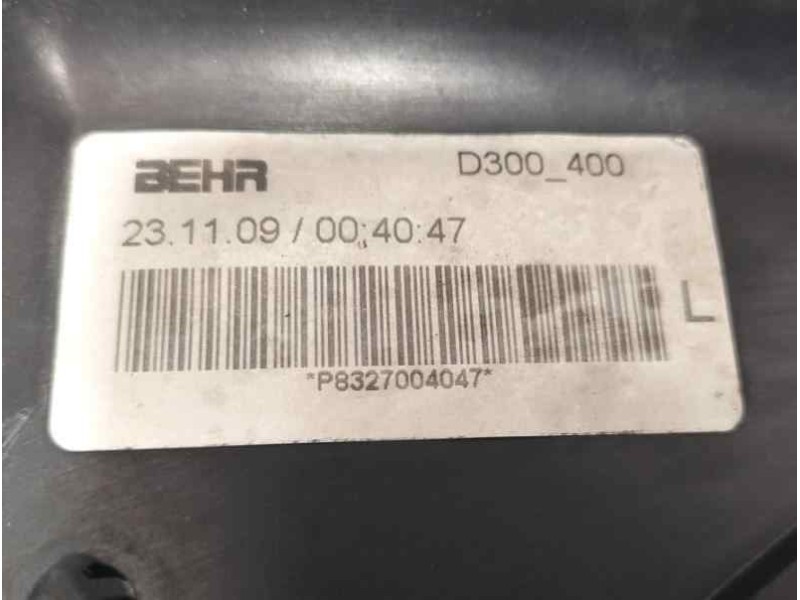 BEHR
D300_400
23.11.09 / 00:40:47
L
*P8327004047*